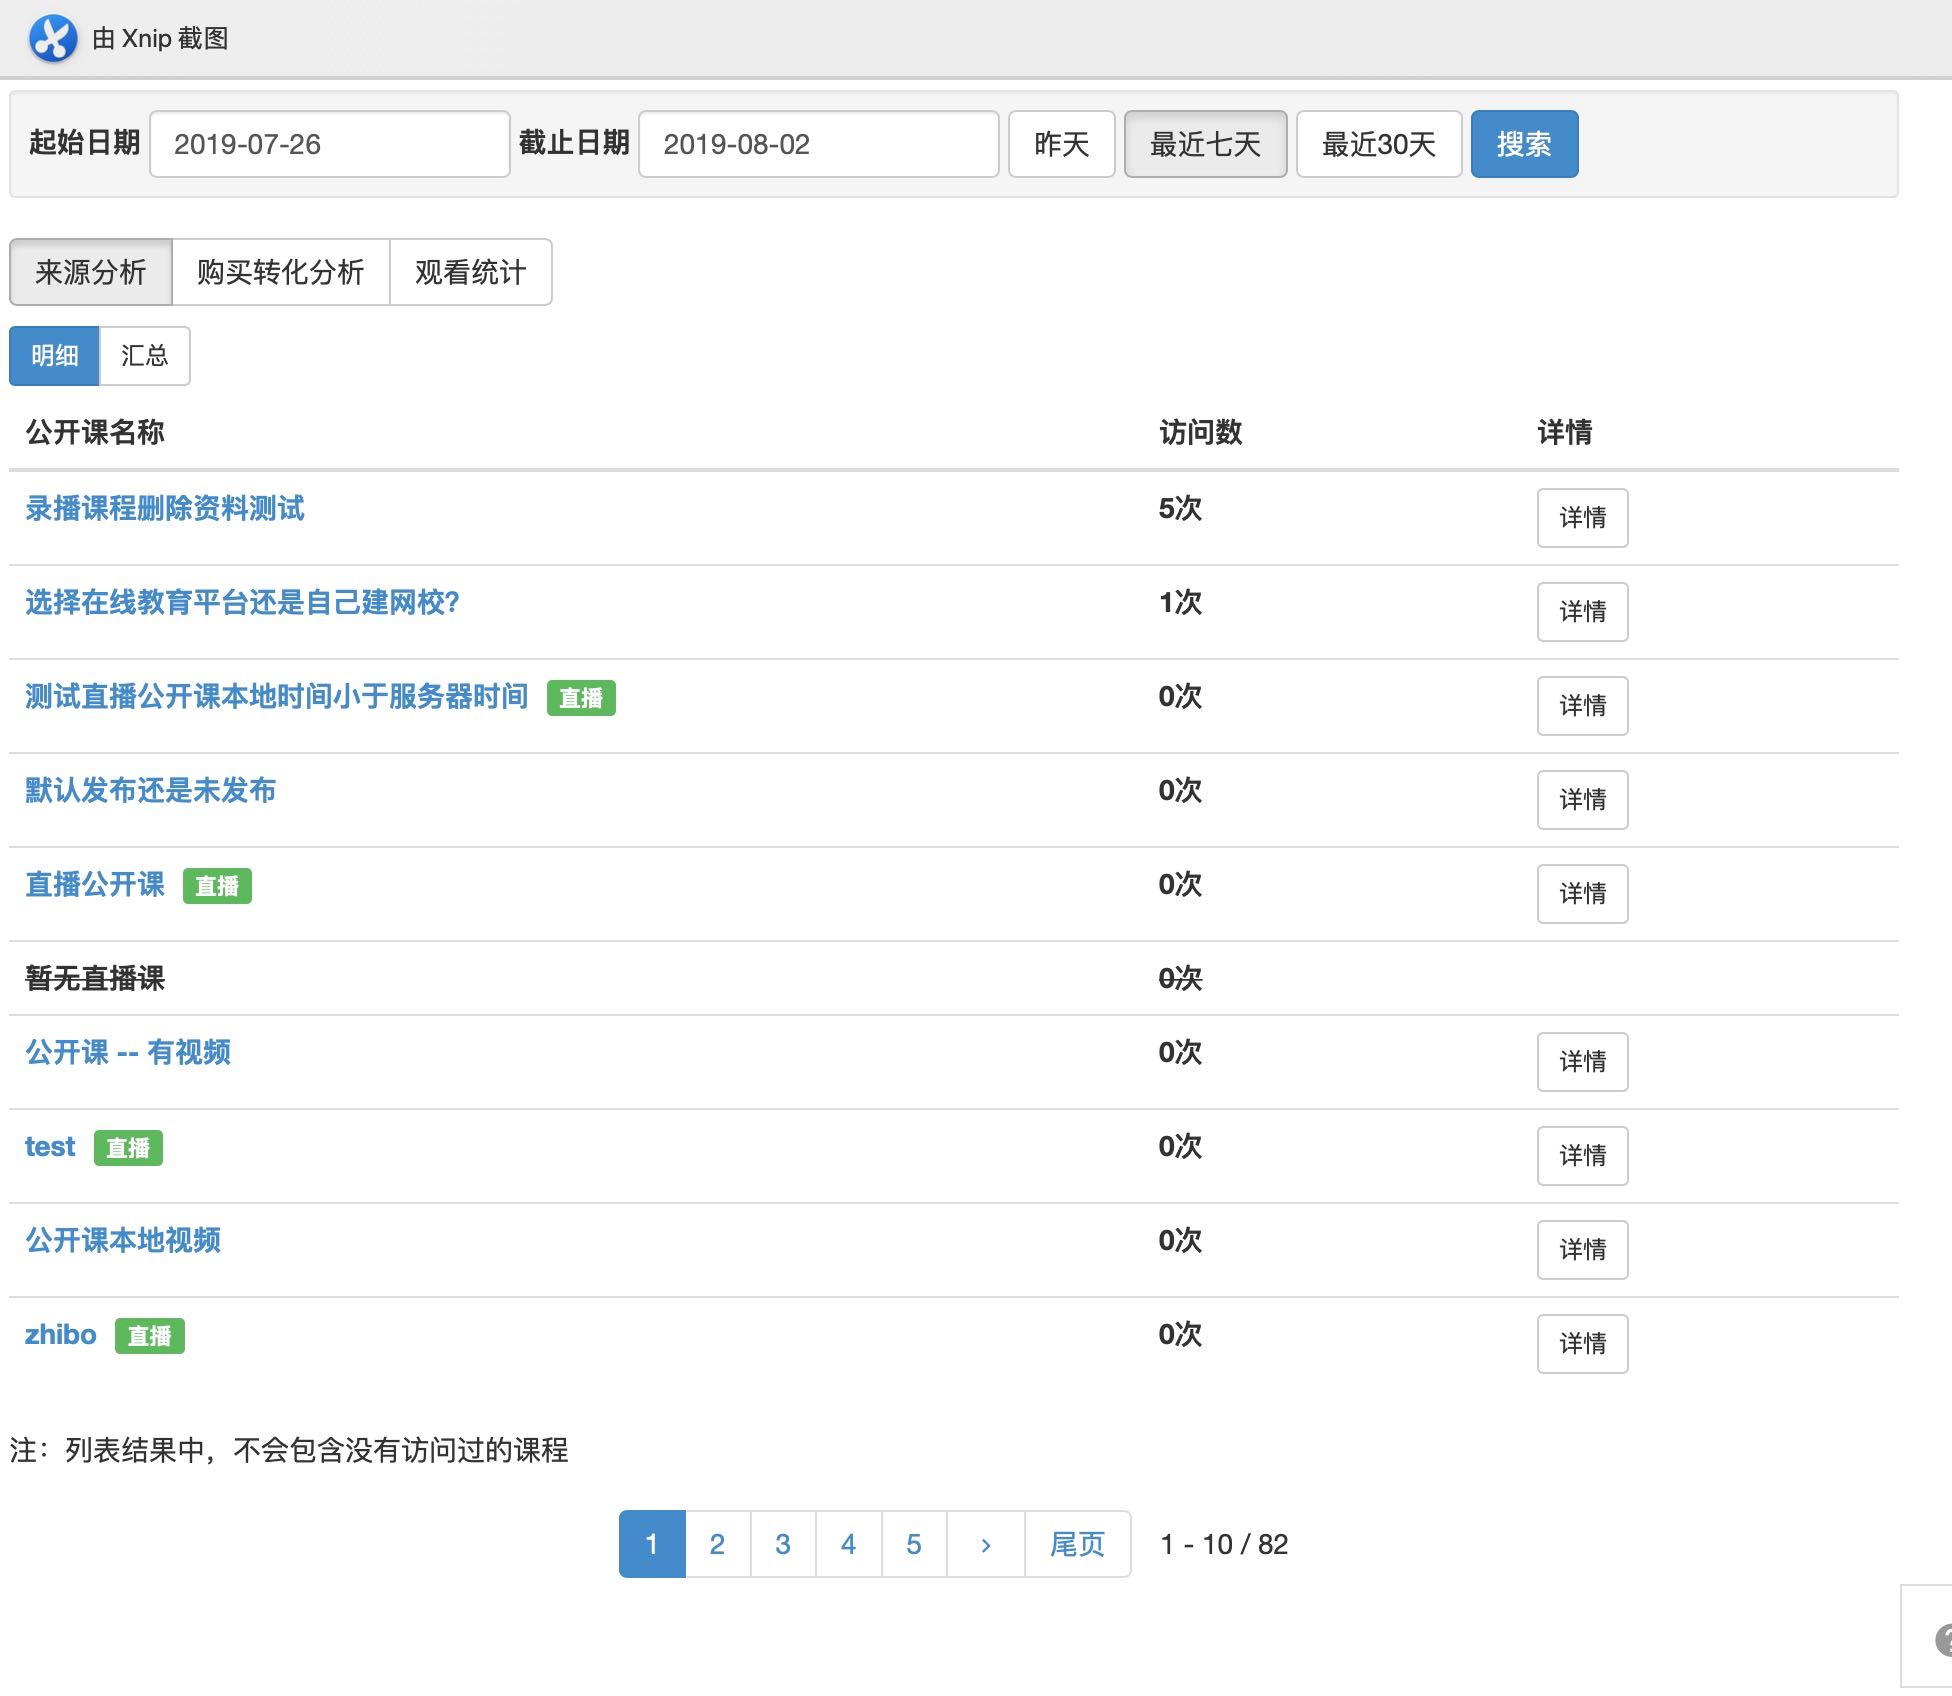 由 Xnip 截图
起始日期 2019-07-26 截止日期 2019-08-02 昨天 最近七天 最近30天 搜索
来源分析 购买转化分析 观看统计
明细 汇总
公开课名称 访问数 详情
录播课程删除资料测试 5次 详情
选择在线教育平台还是自己建网校? 1次 详情
测试直播公开课本地时间小于服务器时间 直播 0次 详情
默认发布还是未发布 0次 详情
直播公开课 直播 0次 详情
暂无直播课 0次
公开课 -- 有视频 0次 详情
test 直播 0次 详情
公开课本地视频 0次 详情
zhibo 直播 0次 详情
注：列表结果中，不会包含没有访问过的课程
1 2 3 4 5 › 尾页 1 - 10 / 82